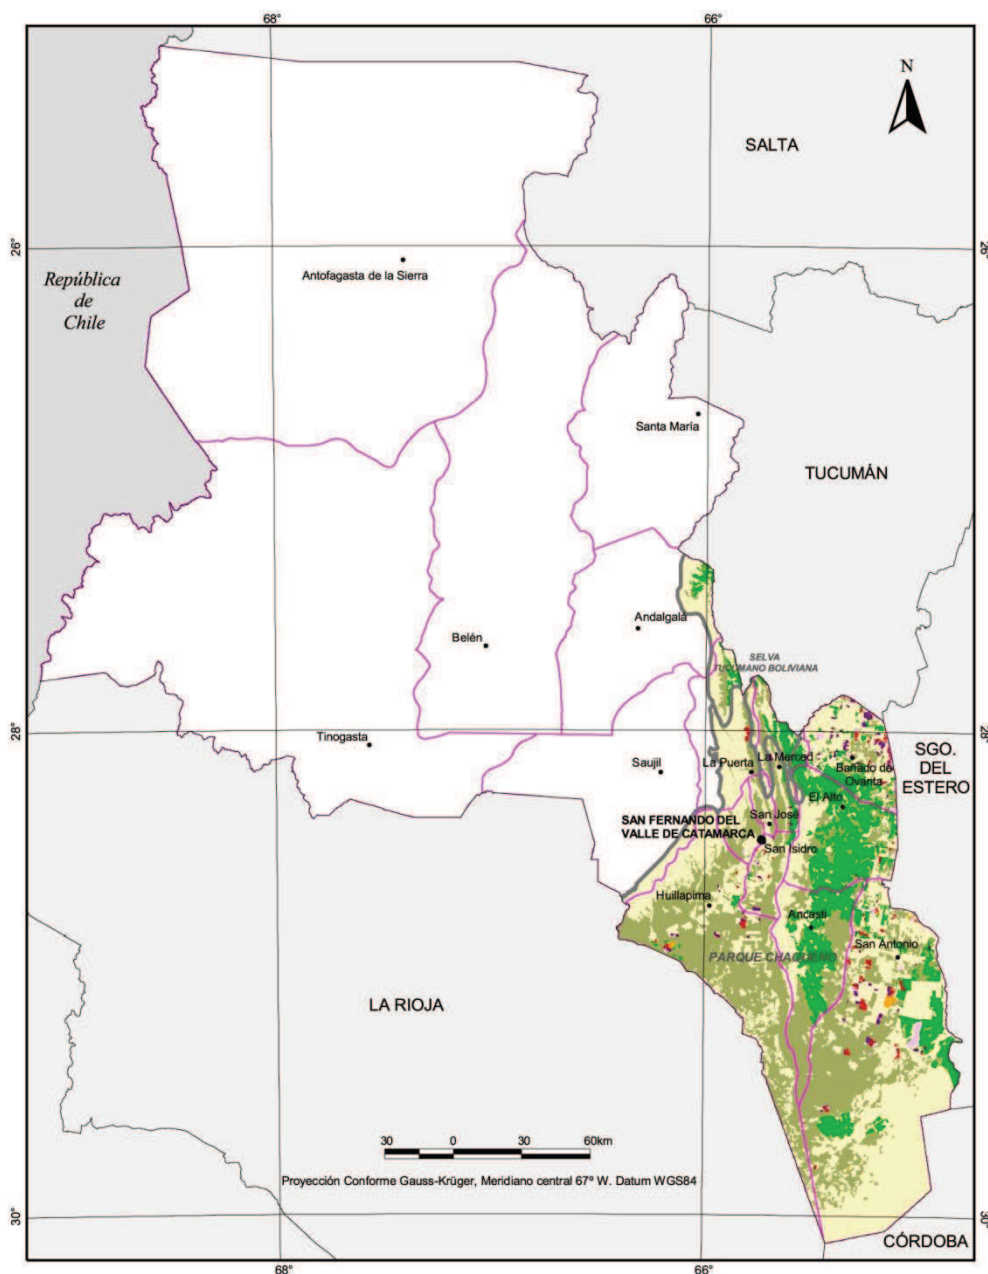 68°
66°
N
SALTA
26°
26°
Antofagasta de la Sierra
República
de
Chile
Santa María
TUCUMÁN
Andalgalá
Belén
SELVA
TUCUMANO BOLIVIANA
28°
28°
Tinogasta
Saujil
La Puerta
La Merced
Bañado de
Ovanta
SGO.
DEL
ESTERO
El Alto
SAN FERNANDO DEL
VALLE DE CATAMARCA
San José
San Isidro
Huillapima
Ancasti
San Antonio
PARQUE CHAQUEÑO
LA RIOJA
30 0 30 60km
Proyección Conforme Gauss-Krüger, Meridiano central 67º W. Datum WGS84
30°
30°
CÓRDOBA
68°
66°